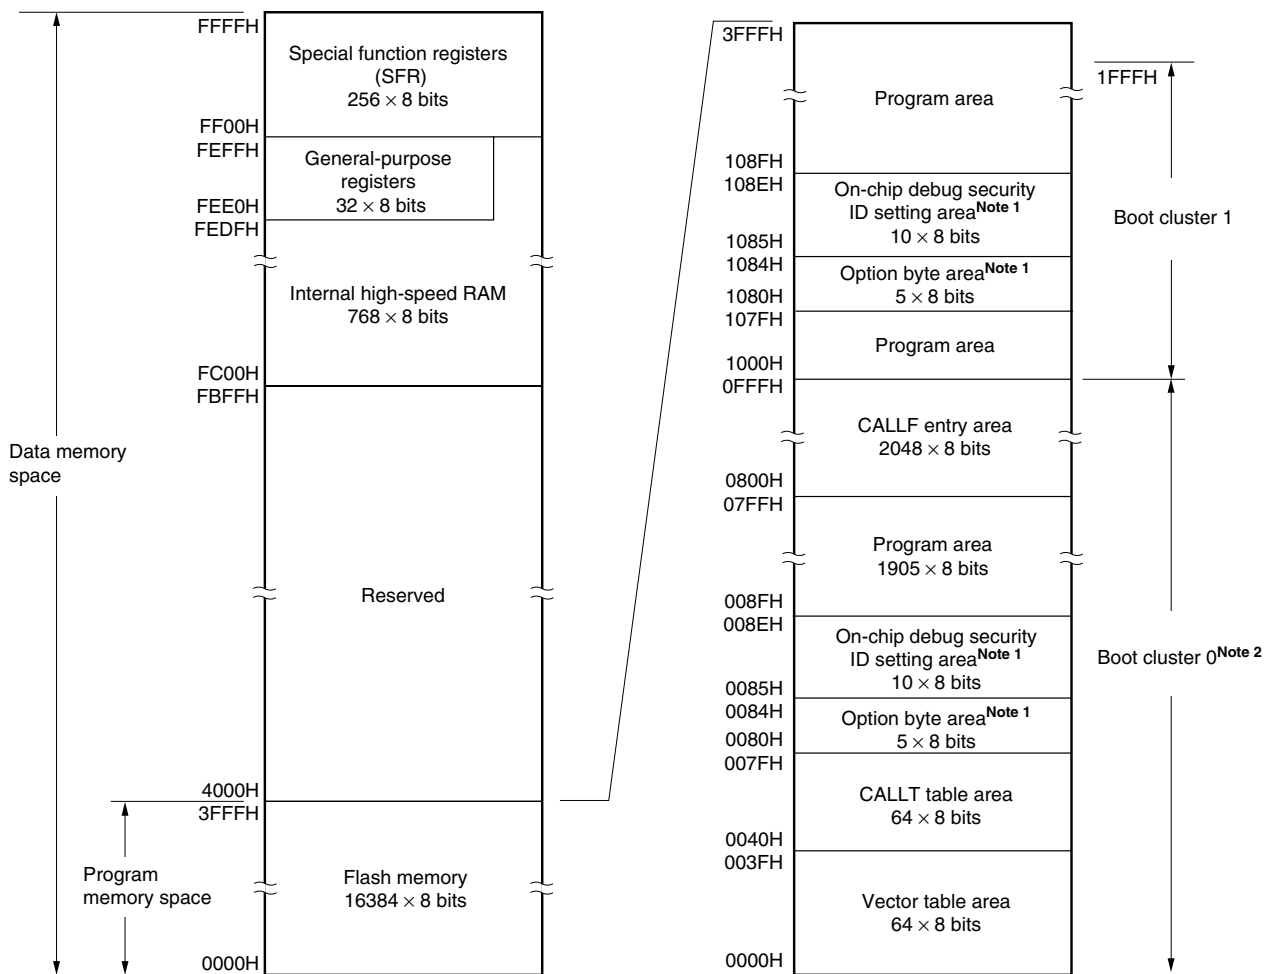 FFFFH
Special function registers
(SFR)
256 × 8 bits
FF00H
FEFFH
General-purpose
registers
32 × 8 bits
FEE0H
FEDFH
Internal high-speed RAM
768 × 8 bits
FC00H
FBFFH
Data memory
space
Reserved
4000H
3FFFH
Program
memory space
Flash memory
16384 × 8 bits
0000H
3FFFH
1FFFH
Program area
108FH
108EH
On-chip debug security
ID setting areaNote 1
10 × 8 bits
Boot cluster 1
1085H
1084H
Option byte areaNote 1
5 × 8 bits
1080H
107FH
Program area
1000H
0FFFH
CALLF entry area
2048 × 8 bits
0800H
07FFH
Program area
1905 × 8 bits
008FH
008EH
On-chip debug security
ID setting areaNote 1
10 × 8 bits
Boot cluster 0Note 2
0085H
0084H
Option byte areaNote 1
5 × 8 bits
0080H
007FH
CALLT table area
64 × 8 bits
0040H
003FH
Vector table area
64 × 8 bits
0000H